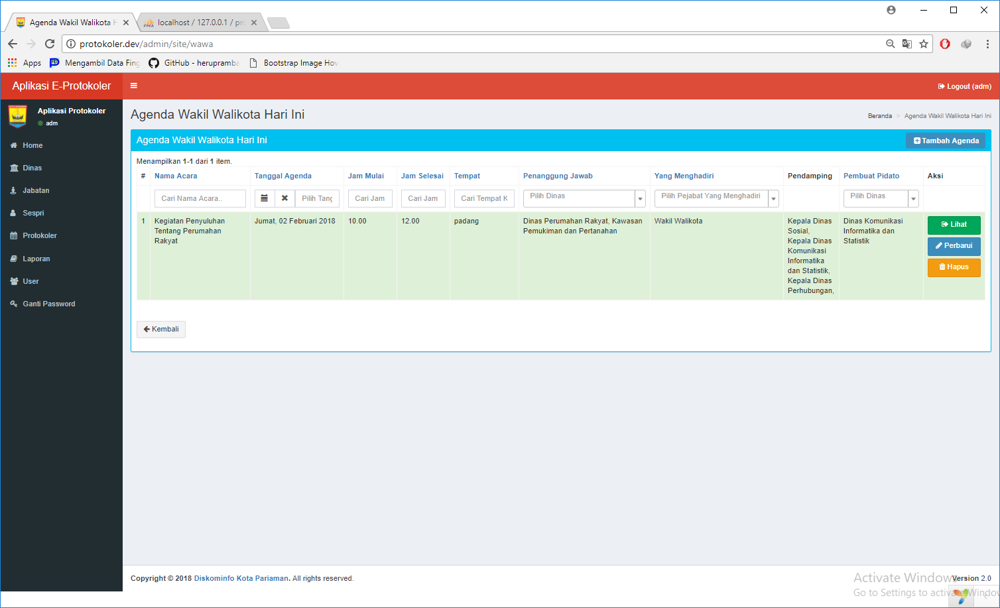 Agenda Wakil Walikota H
localhost / 127.0.0.1 / pro
protokoler.dev/admin/site/wawa
Apps
Mengambil Data Fing
GitHub - heruprамba
Bootstrap Image Hov
Aplikasi E-Protokoler
Logout (adm)
Aplikasi Protokoler
adm
Home
Dinas
Jabatan
Sespri
Protokoler
Laporan
User
Ganti Password
Agenda Wakil Walikota Hari Ini
Beranda > Agenda Wakil Walikota Hari Ini
Agenda Wakil Walikota Hari Ini
Tambah Agenda
Menampilkan 1-1 dari 1 item.
# Nama Acara Tanggal Agenda Jam Mulai Jam Selesai Tempat Penanggung Jawab Yang Menghadiri Pendamping Pembuat Pidato Aksi
Cari Nama Acara.. Pilih Tang Cari Jam Cari Jam Cari Tempat K Pilih Dinas Pilih Pejabat Yang Menghadiri Pilih Dinas
1
Kegiatan Penyuluhan
Tentang Perumahan
Rakyat
Jumat, 02 Februari 2018
10.00
12.00
padang
Dinas Perumahan Rakyat, Kawasan
Pemukiman dan Pertanahan
Wakil Walikota
Kepala Dinas
Sosial,
Kepala Dinas
Komunikasi
Informatika
dan Statistik,
Kepala Dinas
Perhubungan,
Dinas Komunikasi
Informatika dan
Statistik
Lihat
Perbarui
Hapus
Kembali
Copyright © 2018 Diskominfo Kota Pariaman. All rights reserved.
Version 2.0
Activate Windows
Go to Settings to activate Windows